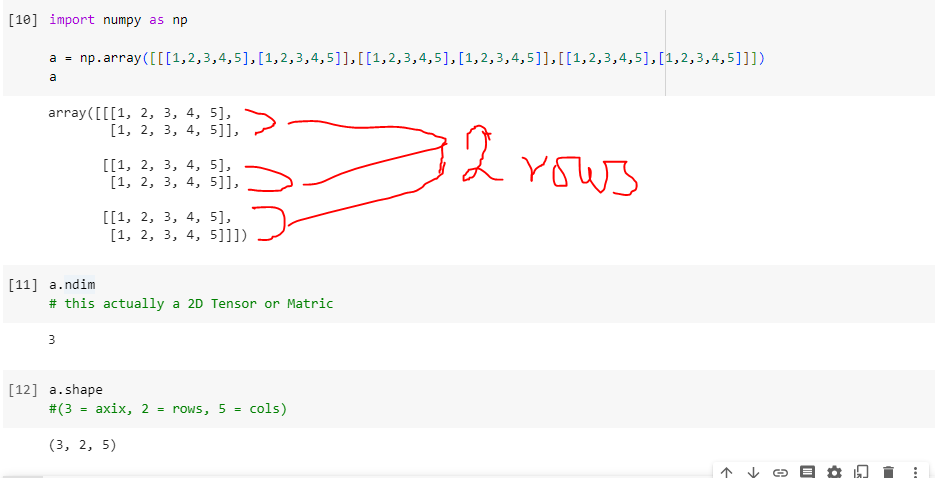 [10] import numpy as np
a = np.array([[[1,2,3,4,5],[1,2,3,4,5]],[[1,2,3,4,5],[1,2,3,4,5]],[[1,2,3,4,5],[1,2,3,4,5]]])
a
array([[[1, 2, 3, 4, 5],
[1, 2, 3, 4, 5]],
[[1, 2, 3, 4, 5],
[1, 2, 3, 4, 5]],
[[1, 2, 3, 4, 5],
[1, 2, 3, 4, 5]]])
2 rows
[11] a.ndim
# this actually a 2D Tensor or Matric
3
[12] a.shape
#(3 = axix, 2 = rows, 5 = cols)
(3, 2, 5)